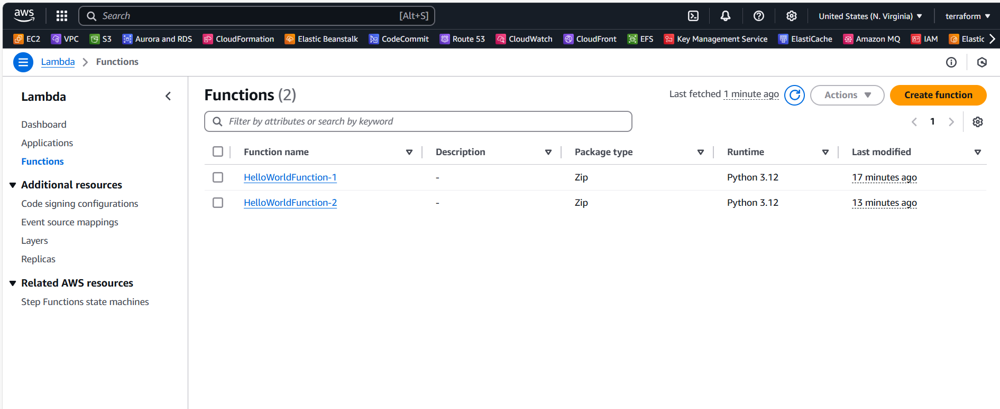 aws
Search [Alt+S]
United States (N. Virginia)
terraform
EC2 VPC S3 Aurora and RDS CloudFormation Elastic Beanstalk CodeCommit Route 53 CloudWatch CloudFront EFS Key Management Service ElastiCache Amazon MQ IAM Elastic
Lambda Functions
Lambda
Dashboard
Applications
Functions
Additional resources
Code signing configurations
Event source mappings
Layers
Replicas
Related AWS resources
Step Functions state machines
Functions (2)
Last fetched 1 minute ago
Actions
Create function
Filter by attributes or search by keyword
1
Function name Description Package type Runtime Last modified
HelloWorldFunction-1 - Zip Python 3.12 17 minutes ago
HelloWorldFunction-2 - Zip Python 3.12 13 minutes ago